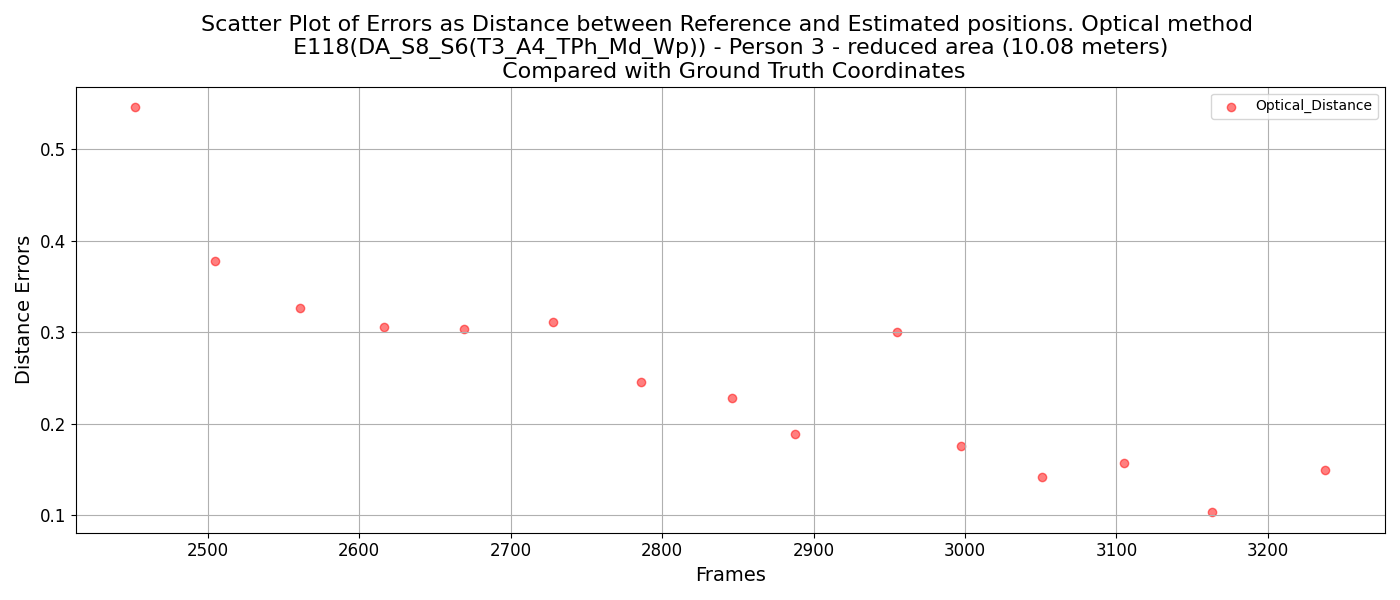 Scatter Plot of Errors as Distance between Reference and Estimated positions. Optical method
E118(DA_S8_S6(T3_A4_TPh_Md_Wp)) - Person 3 - reduced area (10.08 meters)
Compared with Ground Truth Coordinates
Optical_Distance
Distance Errors
0.5
0.4
0.3
0.2
0.1
2500 2600 2700 2800 2900 3000 3100 3200
Frames